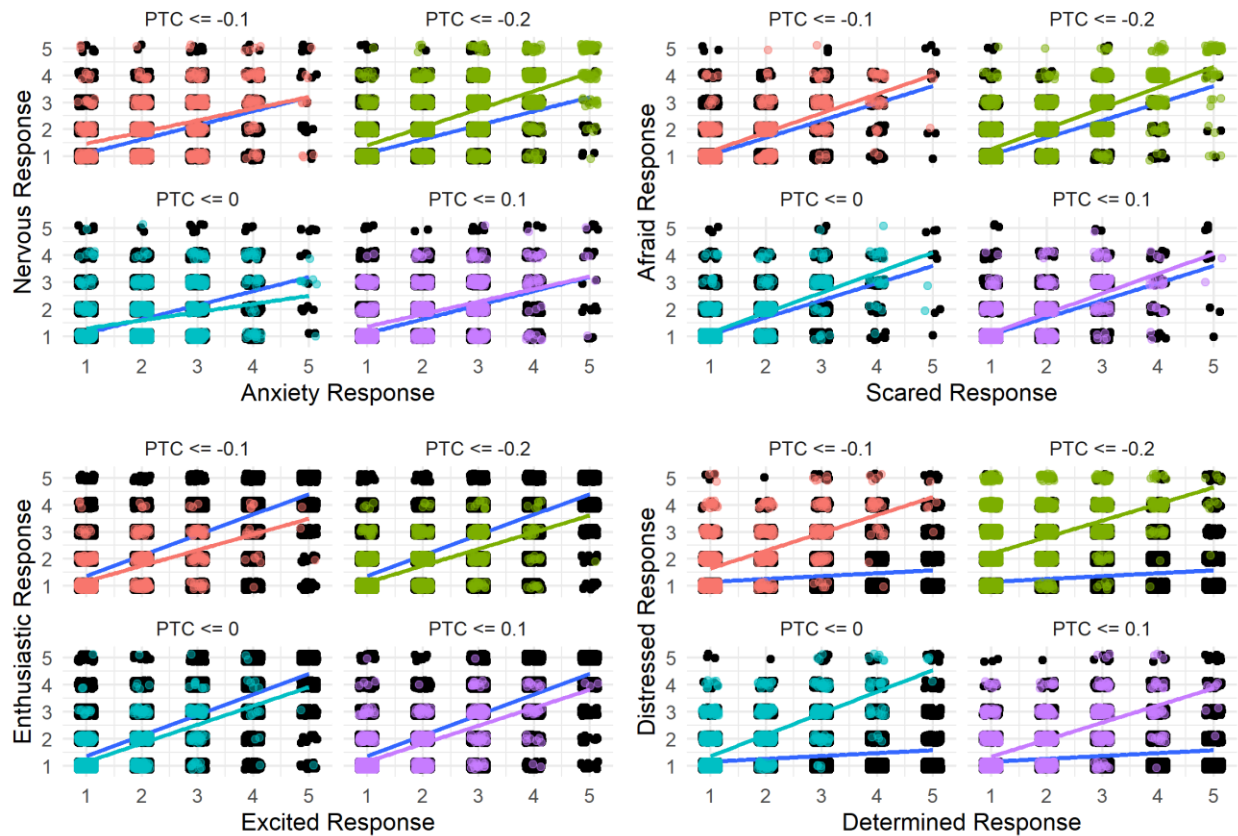 PTC <= -0.1
PTC <= -0.2
5
4
3
2
1
PTC <= 0
PTC <= 0.1
5
4
3
2
1
1 2 3 4 5 1 2 3 4 5
Nervous Response
Anxiety Response
PTC <= -0.1
PTC <= -0.2
5
4
3
2
1
PTC <= 0
PTC <= 0.1
5
4
3
2
1
1 2 3 4 5 1 2 3 4 5
Afraid Response
Scared Response
PTC <= -0.1
PTC <= -0.2
5
4
3
2
1
PTC <= 0
PTC <= 0.1
5
4
3
2
1
1 2 3 4 5 1 2 3 4 5
Enthusiastic Response
Excited Response
PTC <= -0.1
PTC <= -0.2
5
4
3
2
1
PTC <= 0
PTC <= 0.1
5
4
3
2
1
1 2 3 4 5 1 2 3 4 5
Distressed Response
Determined Response